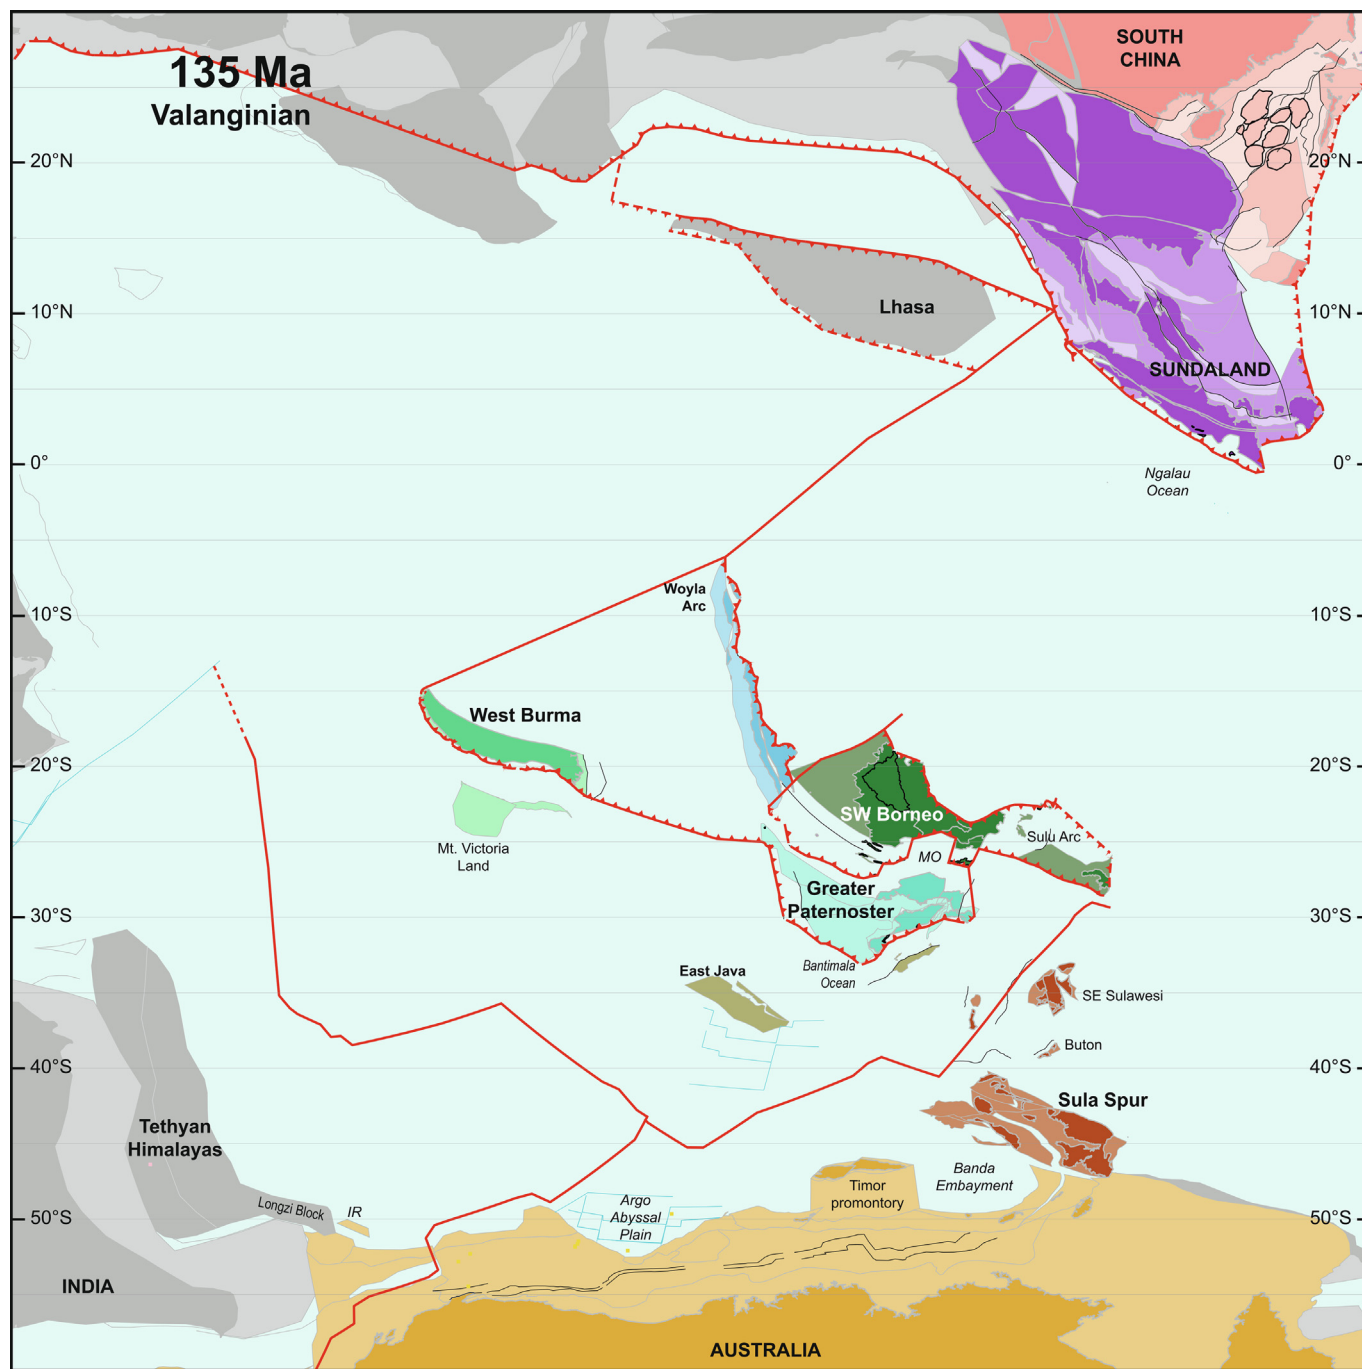 SOUTH
CHINA
135 Ma
Valanginian
20°N
20°N
10°N
Lhasa
10°N
SUNDALAND
0°
0°
Ngalau
Ocean
Woyla
Arc
10°S
10°S
West Burma
20°S
20°S
SW Borneo
Sulu Arc
Mt. Victoria
Land
MO
Greater
Paternoster
30°S
30°S
Bantimala
Ocean
East Java
SE Sulawesi
Buton
40°S
40°S
Sula Spur
Tethyan
Himalayas
Banda
Embayment
Timor
promontory
Longzi Block
IR
Argo
Abyssal
Plain
50°S
50°S
INDIA
AUSTRALIA